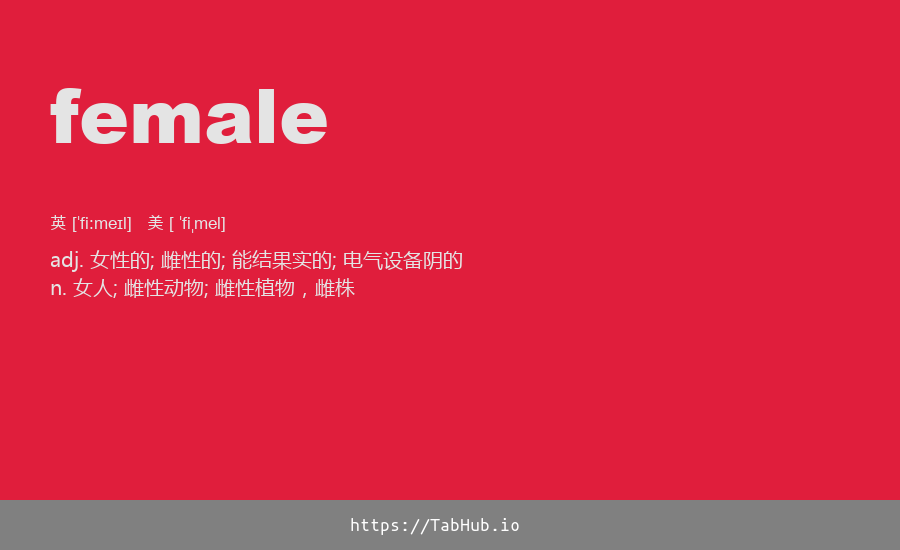 female
英 ['fi:meɪl] 美 [ ˈfiˌmel]
adj. 女性的; 雌性的; 能结果实的; 电气设备阴的
n. 女人; 雌性动物; 雌性植物，雌株
https://TabHub.io